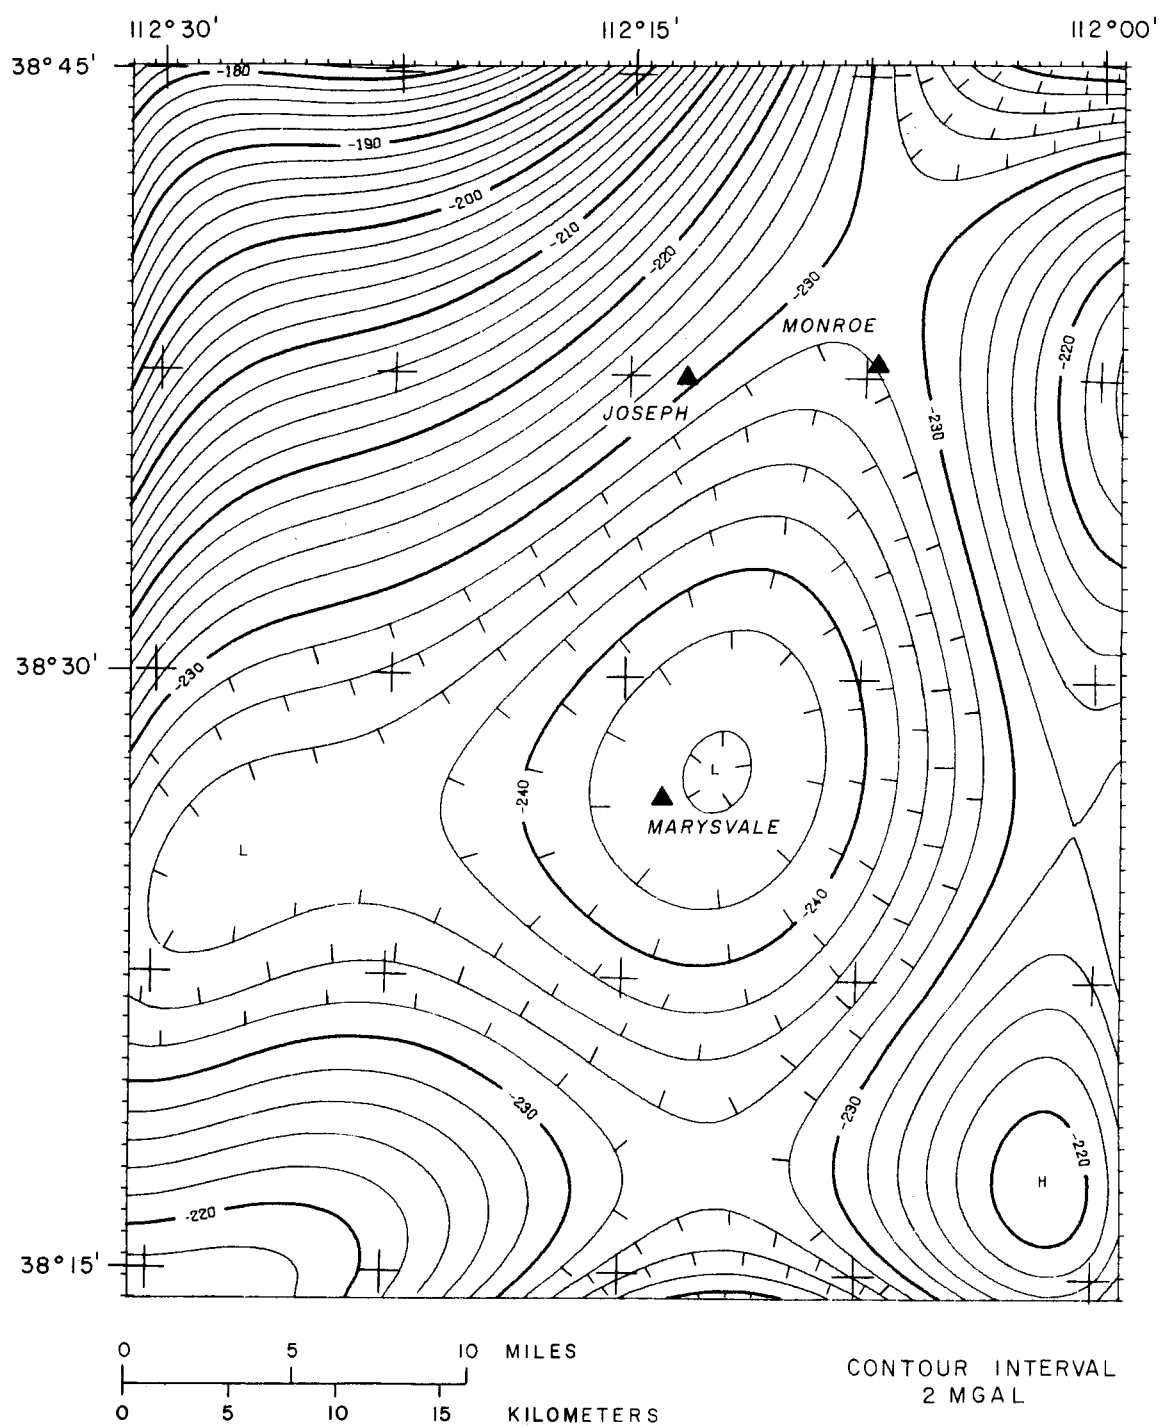 112°30' 112°15' 112°00'
38°45'
-180
-190
-200
-210
-220
-230
MONROE
-220
JOSEPH
-230
38°30'
-230
L
-240
MARYSVALE
L
-240
-230
-230
-220
H
-220
38°15'
0 5 10 MILES
0 5 10 15 KILOMETERS
CONTOUR INTERVAL
2 MGAL